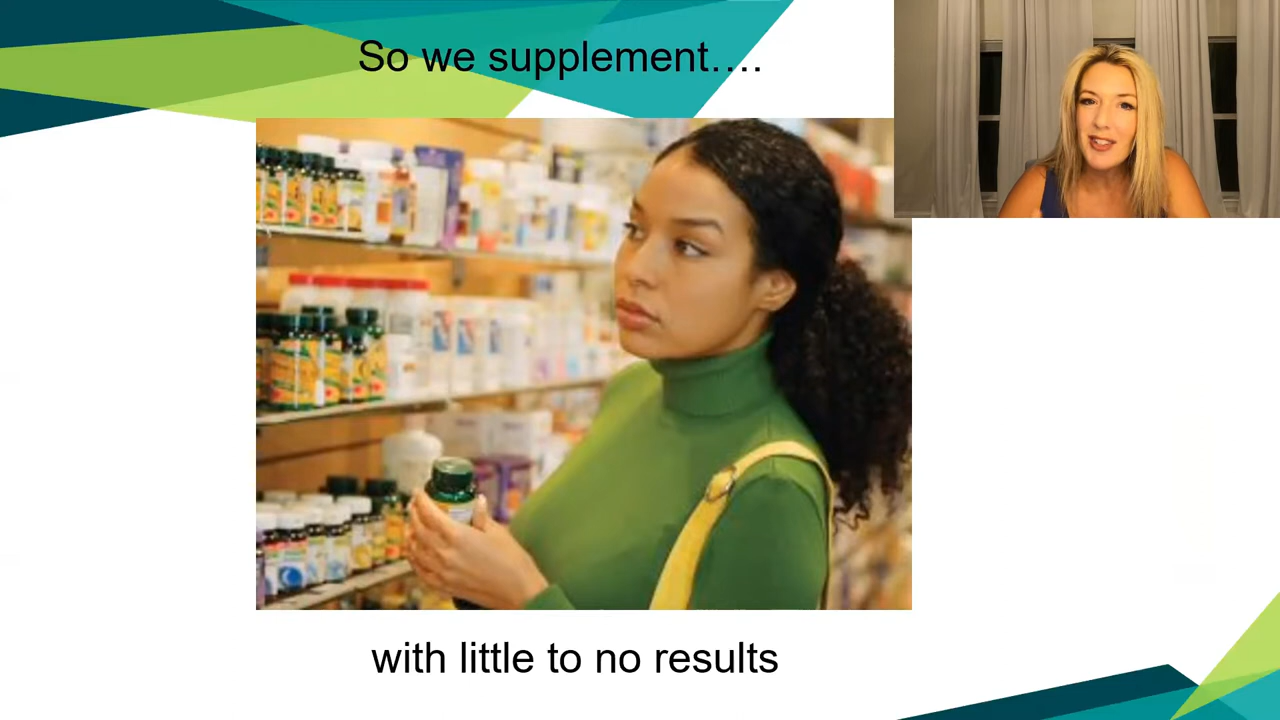 So we supplement….
with little to no results